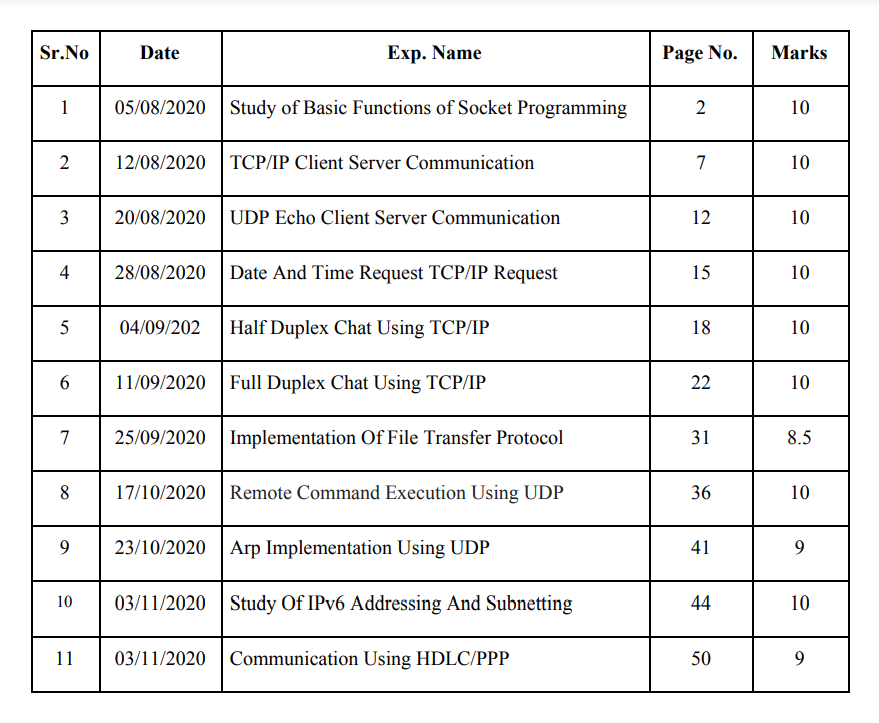 Sr.No Date Exp. Name Page No. Marks
1 05/08/2020 Study of Basic Functions of Socket Programming 2 10
2 12/08/2020 TCP/IP Client Server Communication 7 10
3 20/08/2020 UDP Echo Client Server Communication 12 10
4 28/08/2020 Date And Time Request TCP/IP Request 15 10
5 04/09/202 Half Duplex Chat Using TCP/IP 18 10
6 11/09/2020 Full Duplex Chat Using TCP/IP 22 10
7 25/09/2020 Implementation Of File Transfer Protocol 31 8.5
8 17/10/2020 Remote Command Execution Using UDP 36 10
9 23/10/2020 Arp Implementation Using UDP 41 9
10 03/11/2020 Study Of IPv6 Addressing And Subnetting 44 10
11 03/11/2020 Communication Using HDLC/PPP 50 9